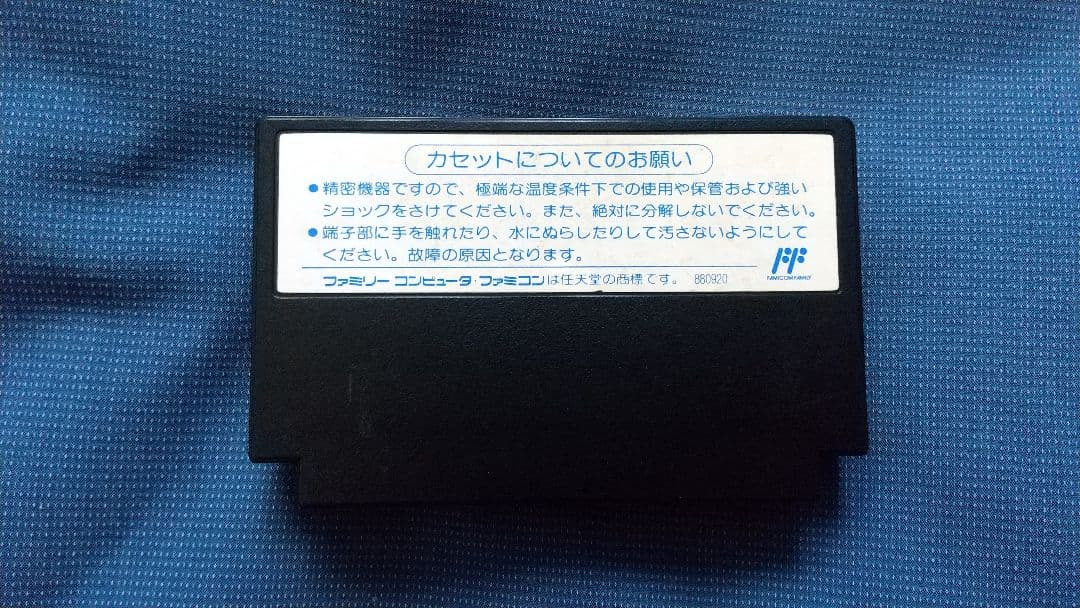 カセットについてのお願い
●精密機器ですので、極端な温度条件下での使用や保管および強い
ショックをさけてください。また、絶対に分解しないでください。
●端子部に手を触れたり、水にぬらしたりして汚さないようにして
ください。故障の原因となります。
FAMICOM FAMILY
ファミリー コンピュータ・ファミコンは任天堂の商標です。 880920